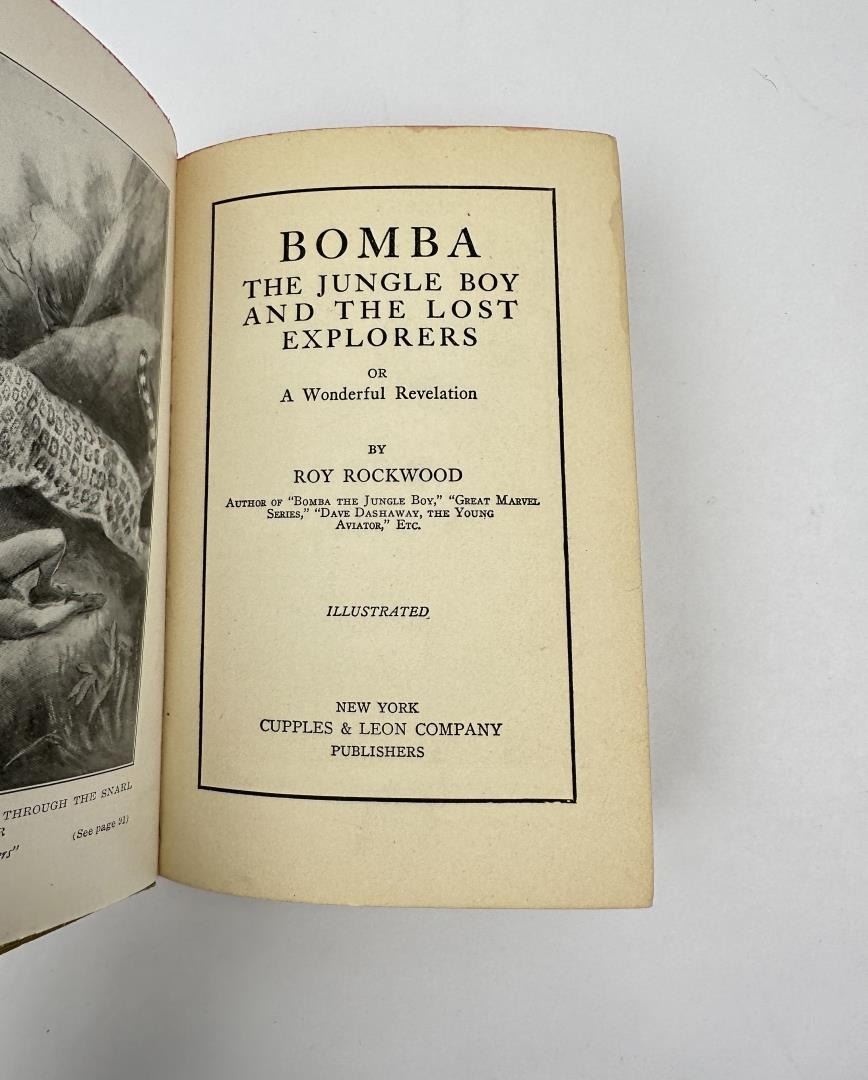 THROUGH THE SNARL
(See page 91)
BOMBA
THE JUNGLE BOY
AND THE LOST
EXPLORERS
OR
A Wonderful Revelation
BY
ROY ROCKWOOD
AUTHOR OF "BOMBA THE JUNGLE BOY," "GREAT MARVEL
SERIES," "DAVE DASHAWAY, THE YOUNG
AVIATOR," ETC.
ILLUSTRATED
NEW YORK
CUPPLES & LEON COMPANY
PUBLISHERS